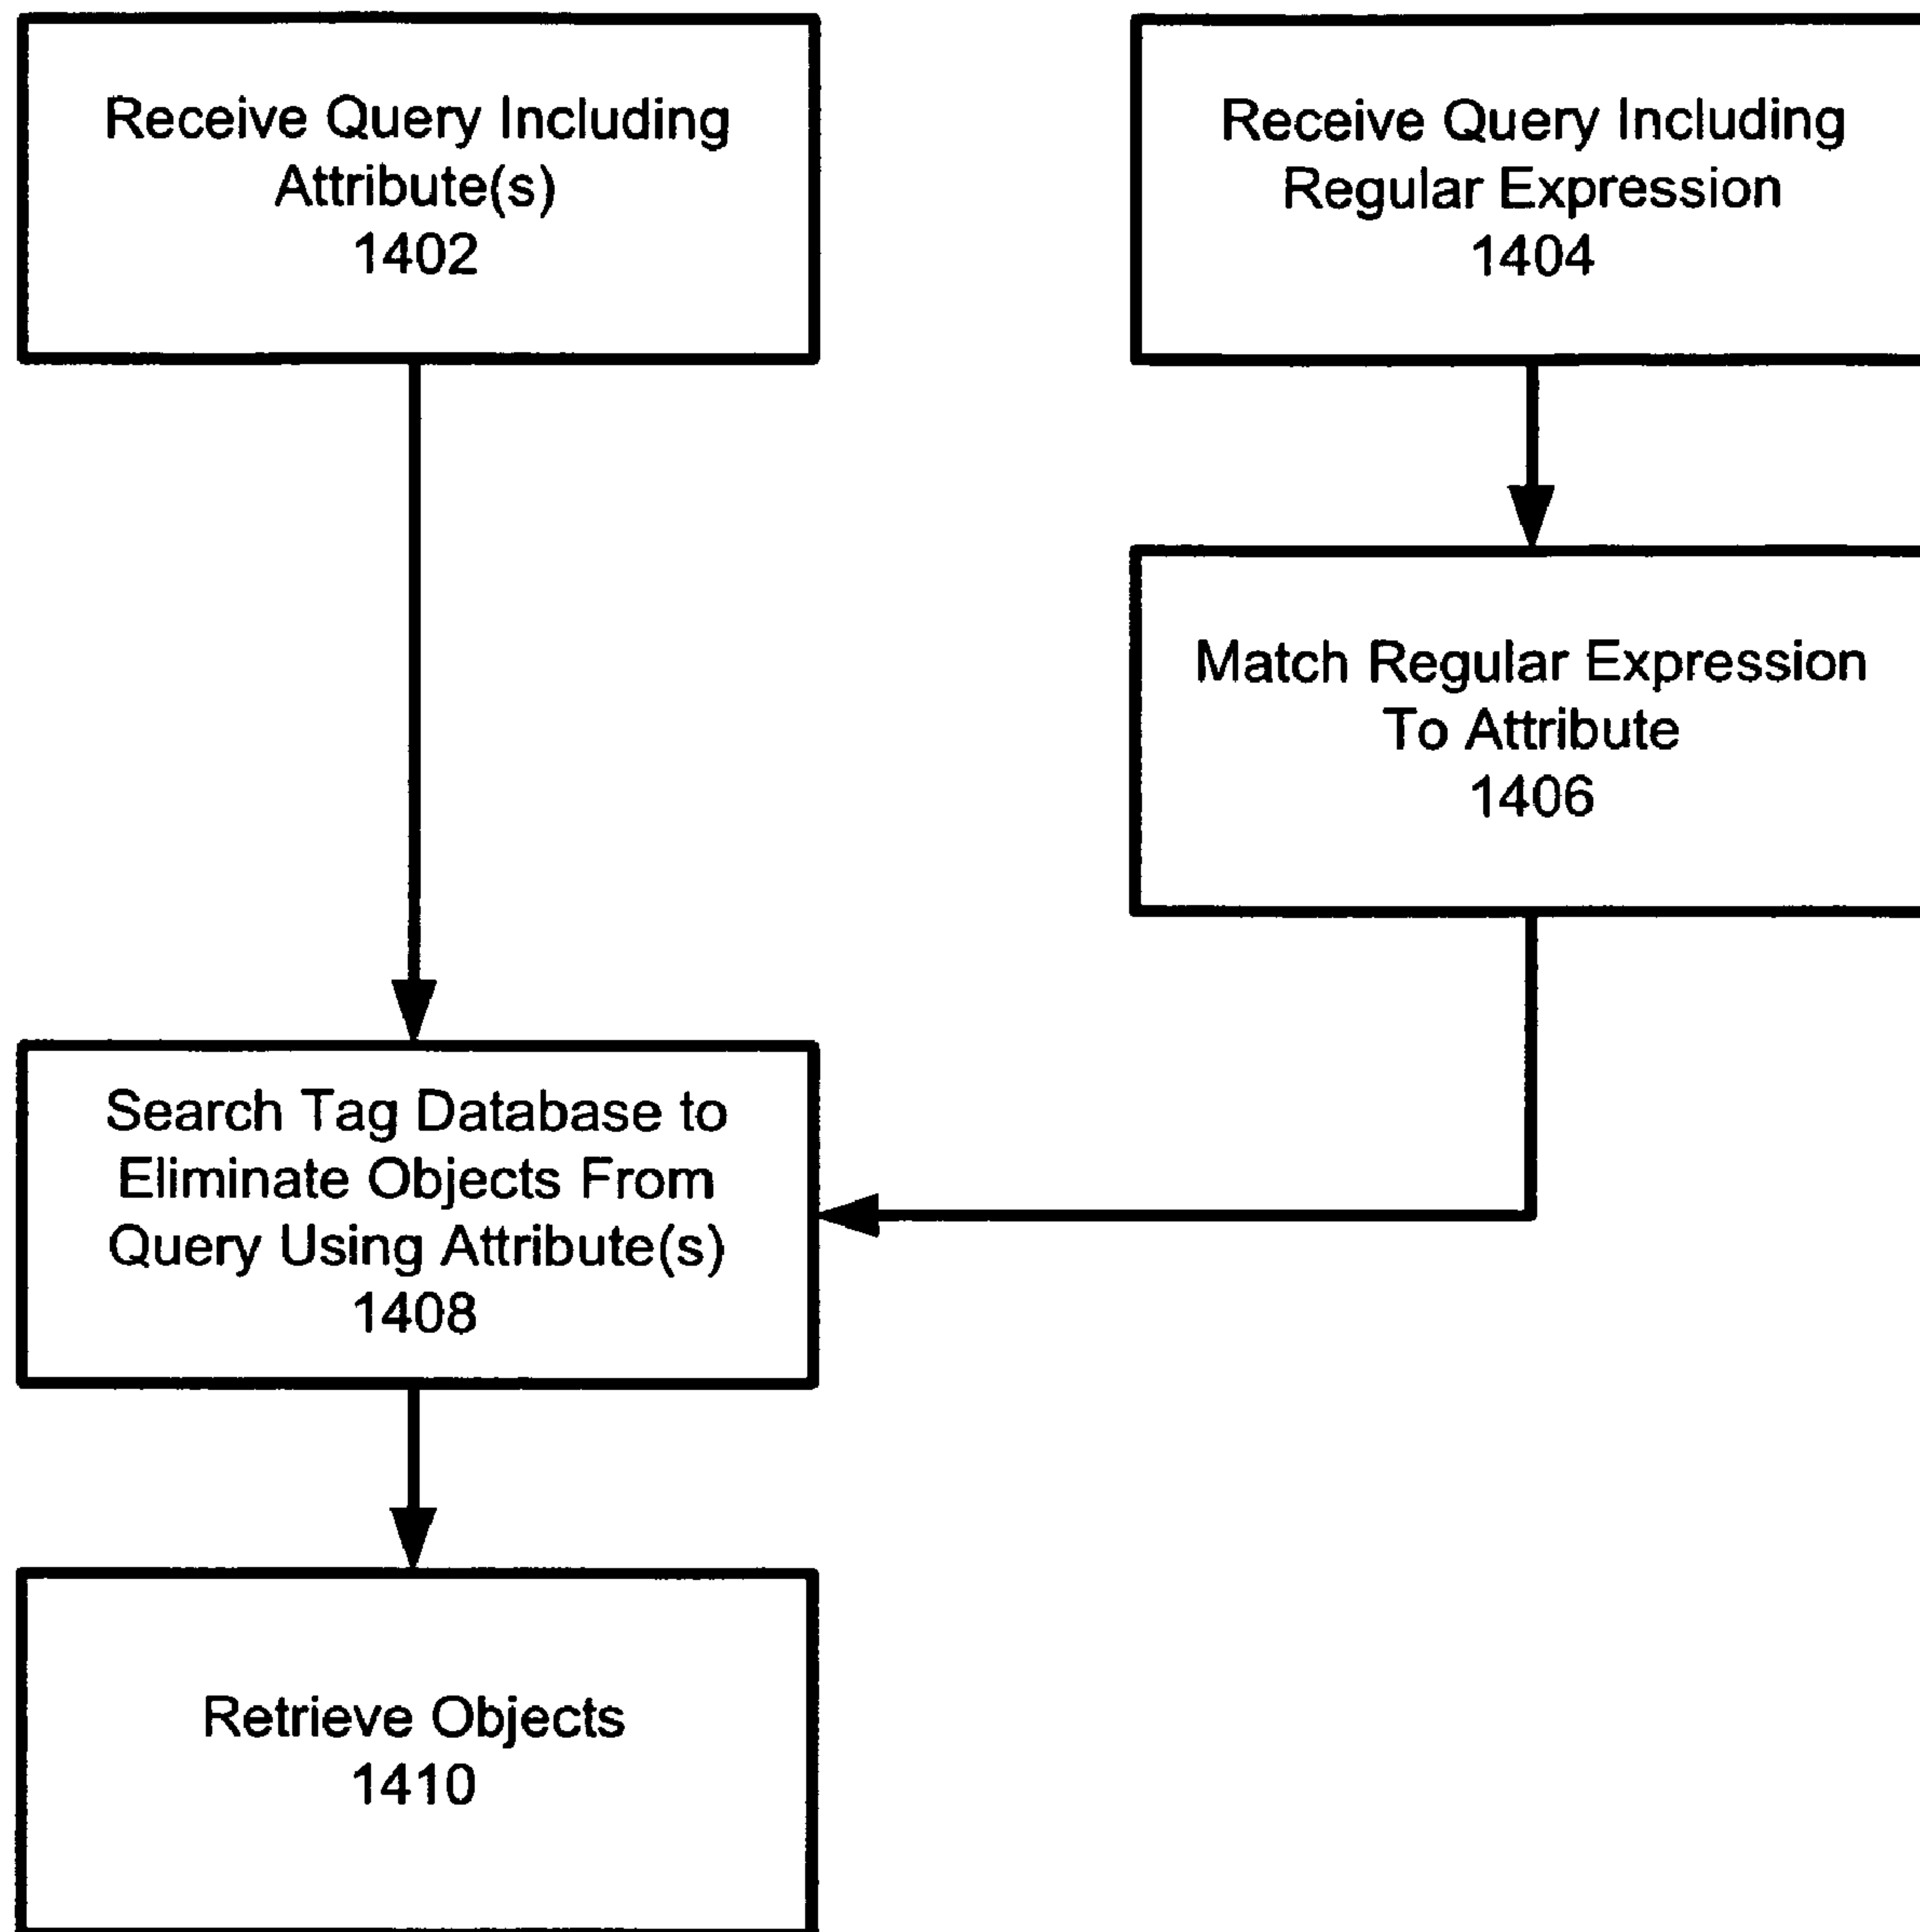 Receive Query Including
Attribute(s)
1402
Receive Query Including
Regular Expression
1404
Match Regular Expression
To Attribute
1406
Search Tag Database to
Eliminate Objects From
Query Using Attribute(s)
1408
Retrieve Objects
1410